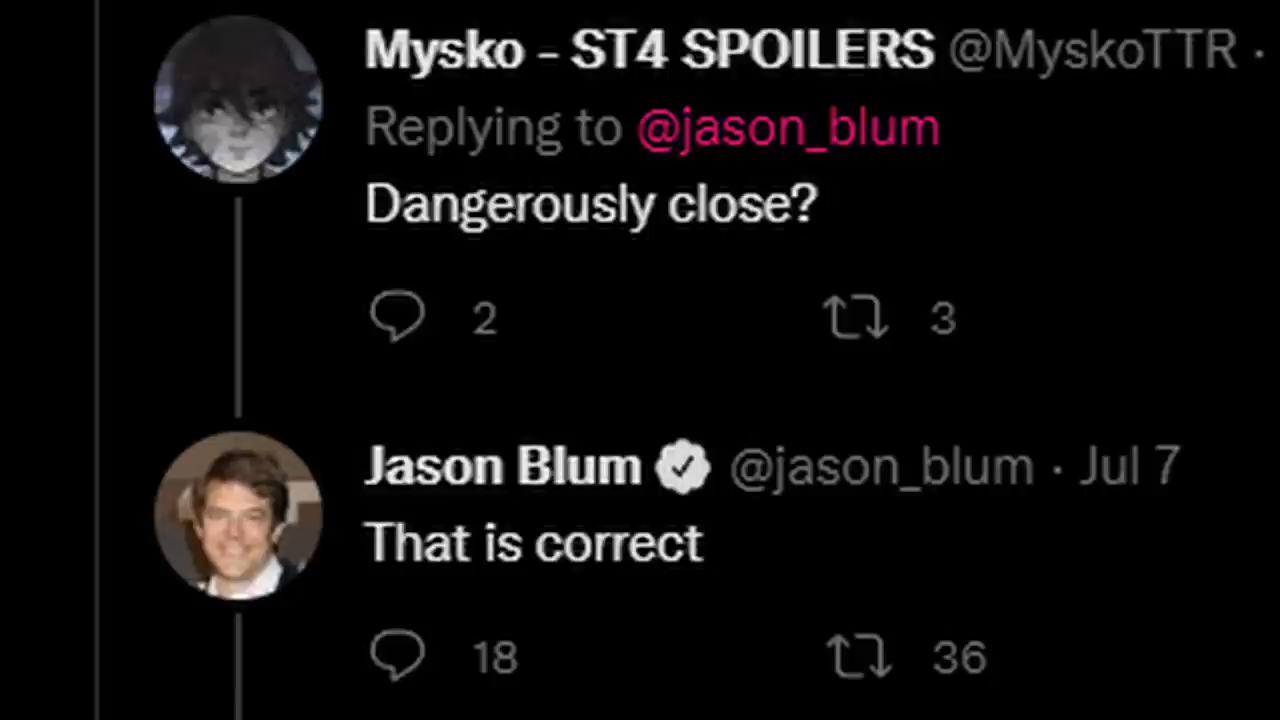 Mysko - ST4 SPOILERS @MyskoTTR ·
Replying to @jason_blum
Dangerously close?
2 3
Jason Blum @jason_blum · Jul 7
That is correct
18 36